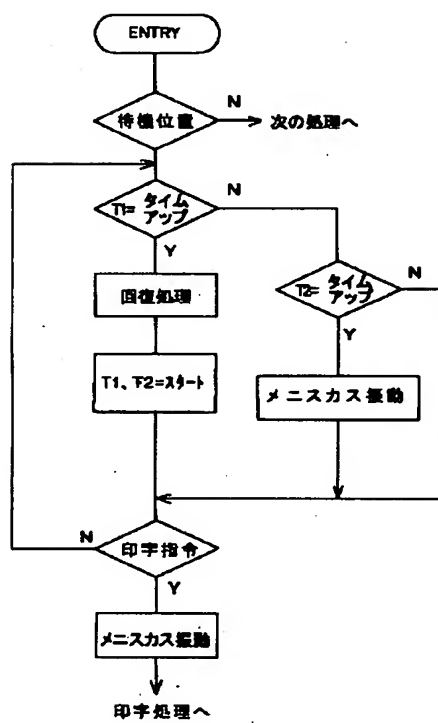 ENTRY
待機位置
N
次の処理へ
T1= タイム
アップ
N
Y
回復処理
T2= タイム
アップ
N
Y
T1、T2=スタート
メニスカス振動
印字指令
N
Y
メニスカス振動
印字処理へ